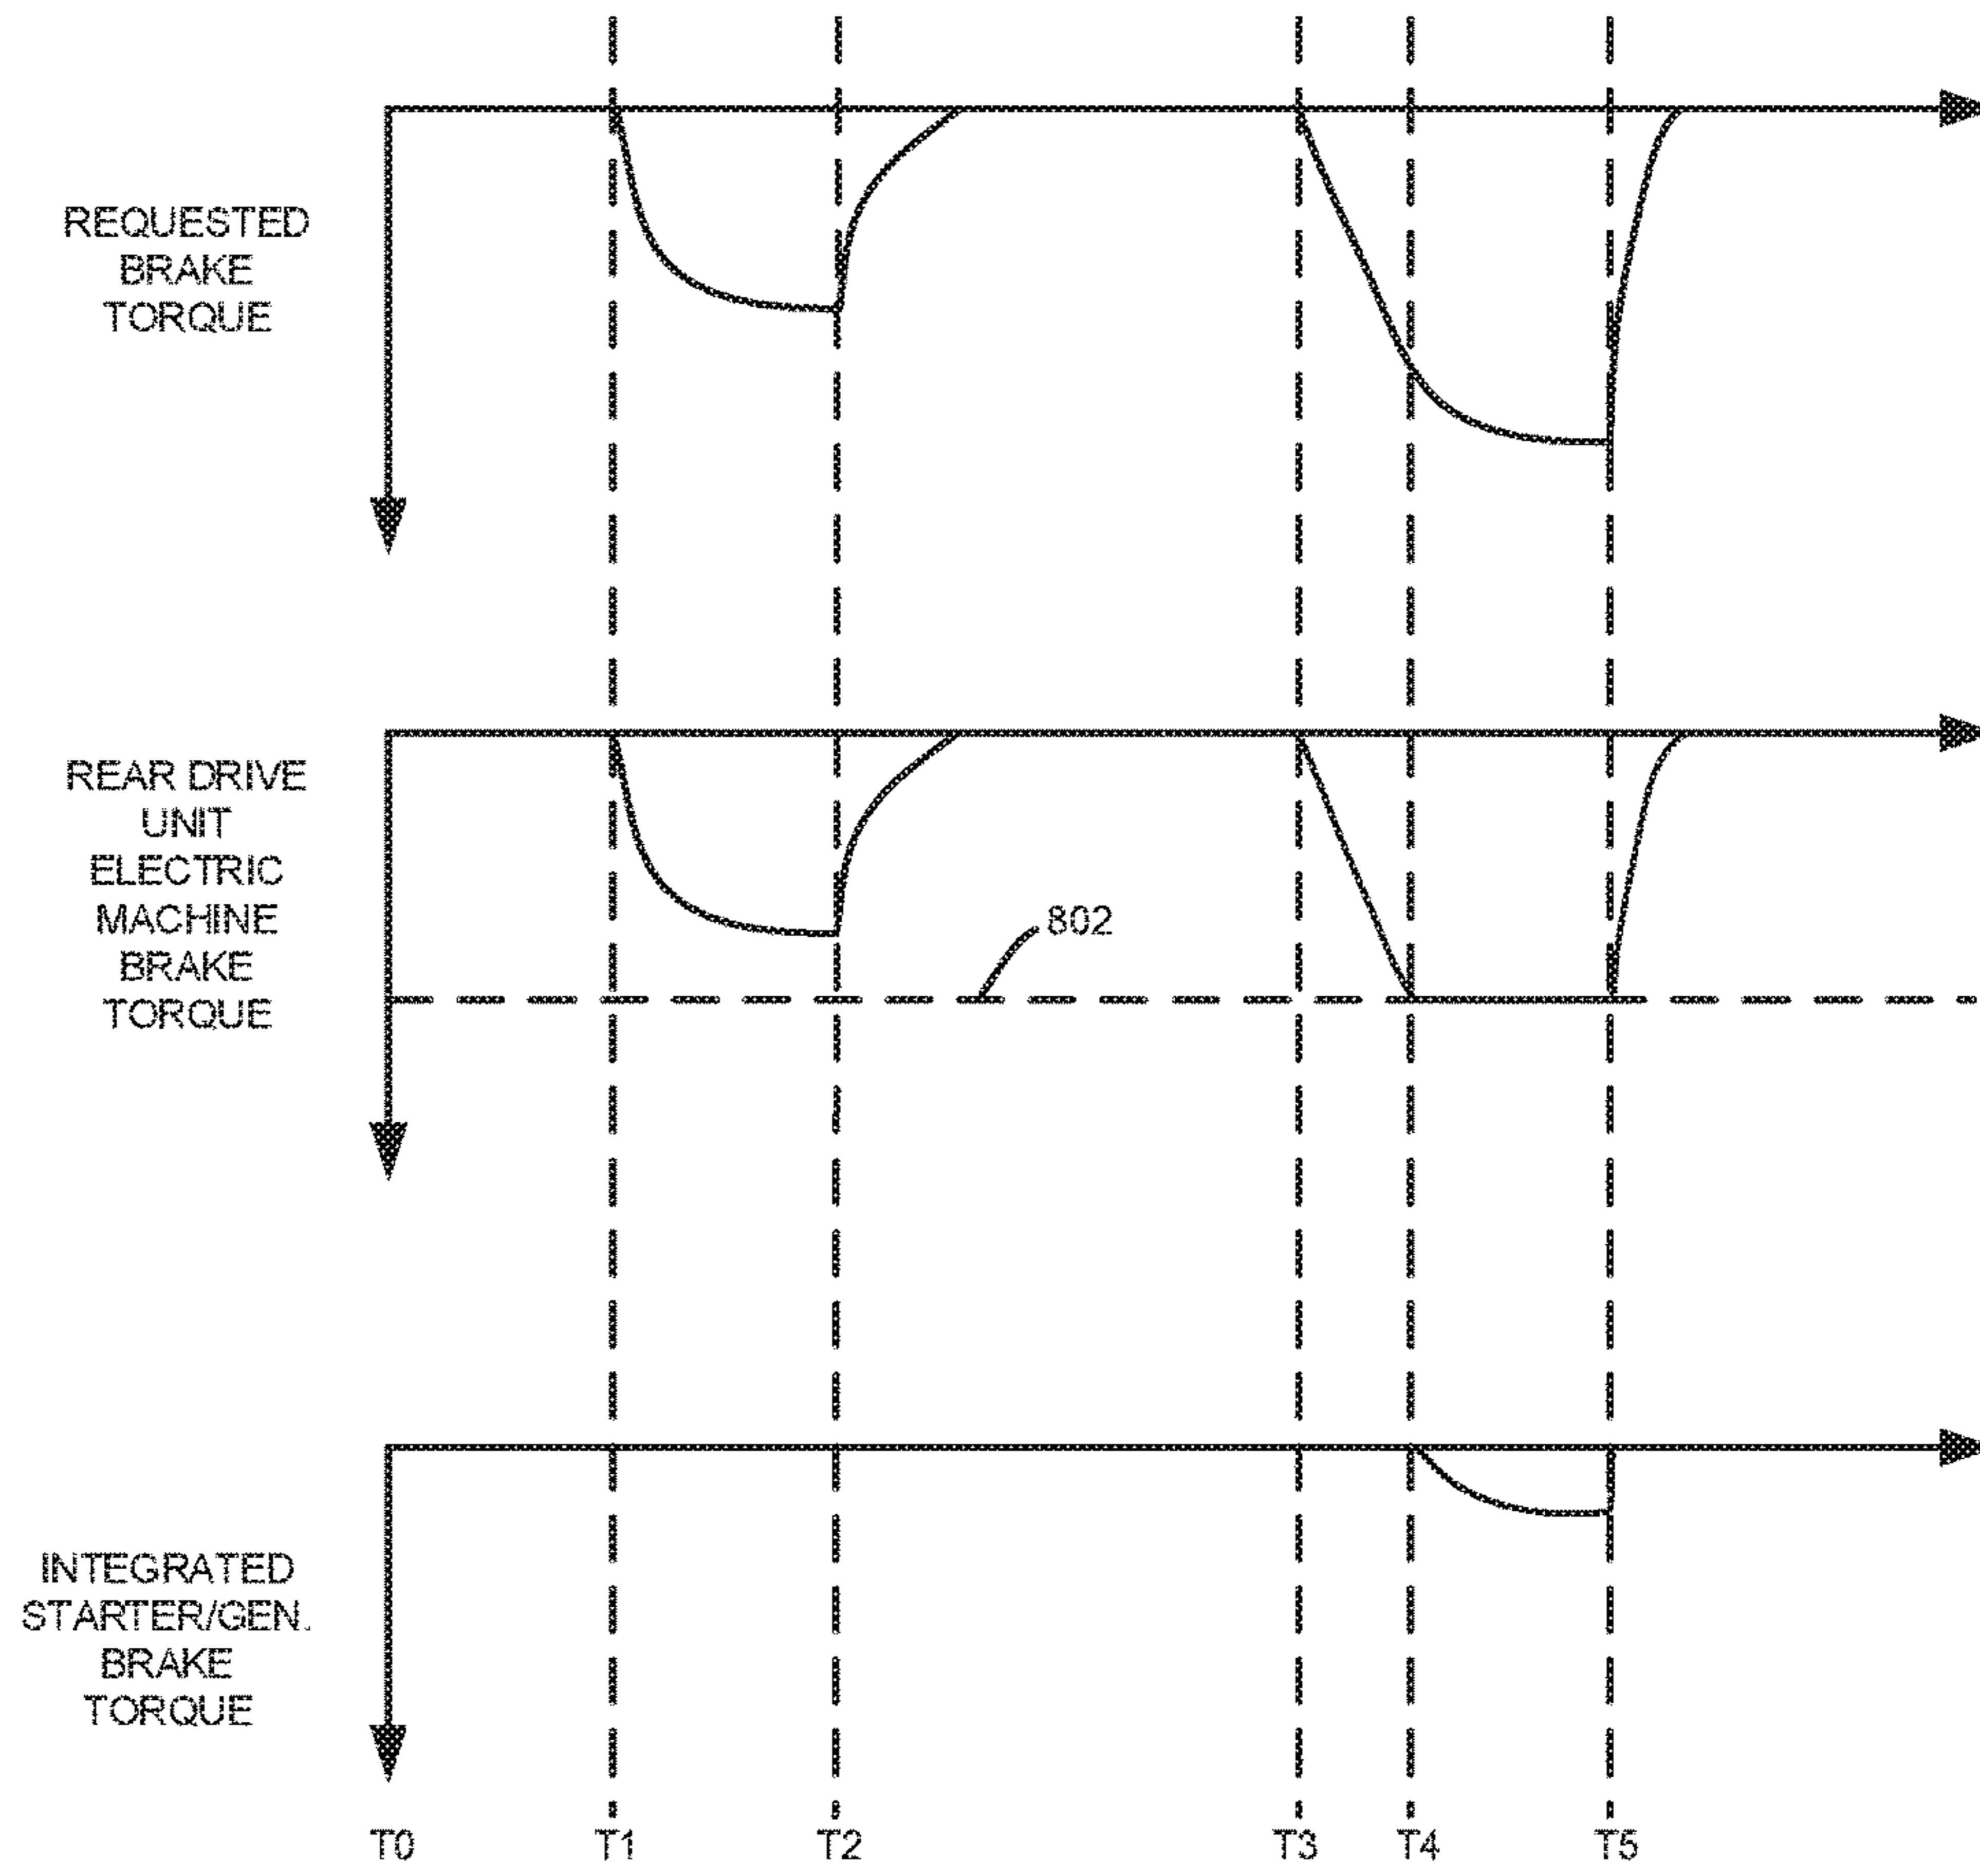 REQUESTED
BRAKE
TORQUE
REAR DRIVE
UNIT
ELECTRIC
MACHINE
BRAKE
TORQUE
802
INTEGRATED
STARTER/GEN.
BRAKE
TORQUE
T0 T1 T2 T3 T4 T5